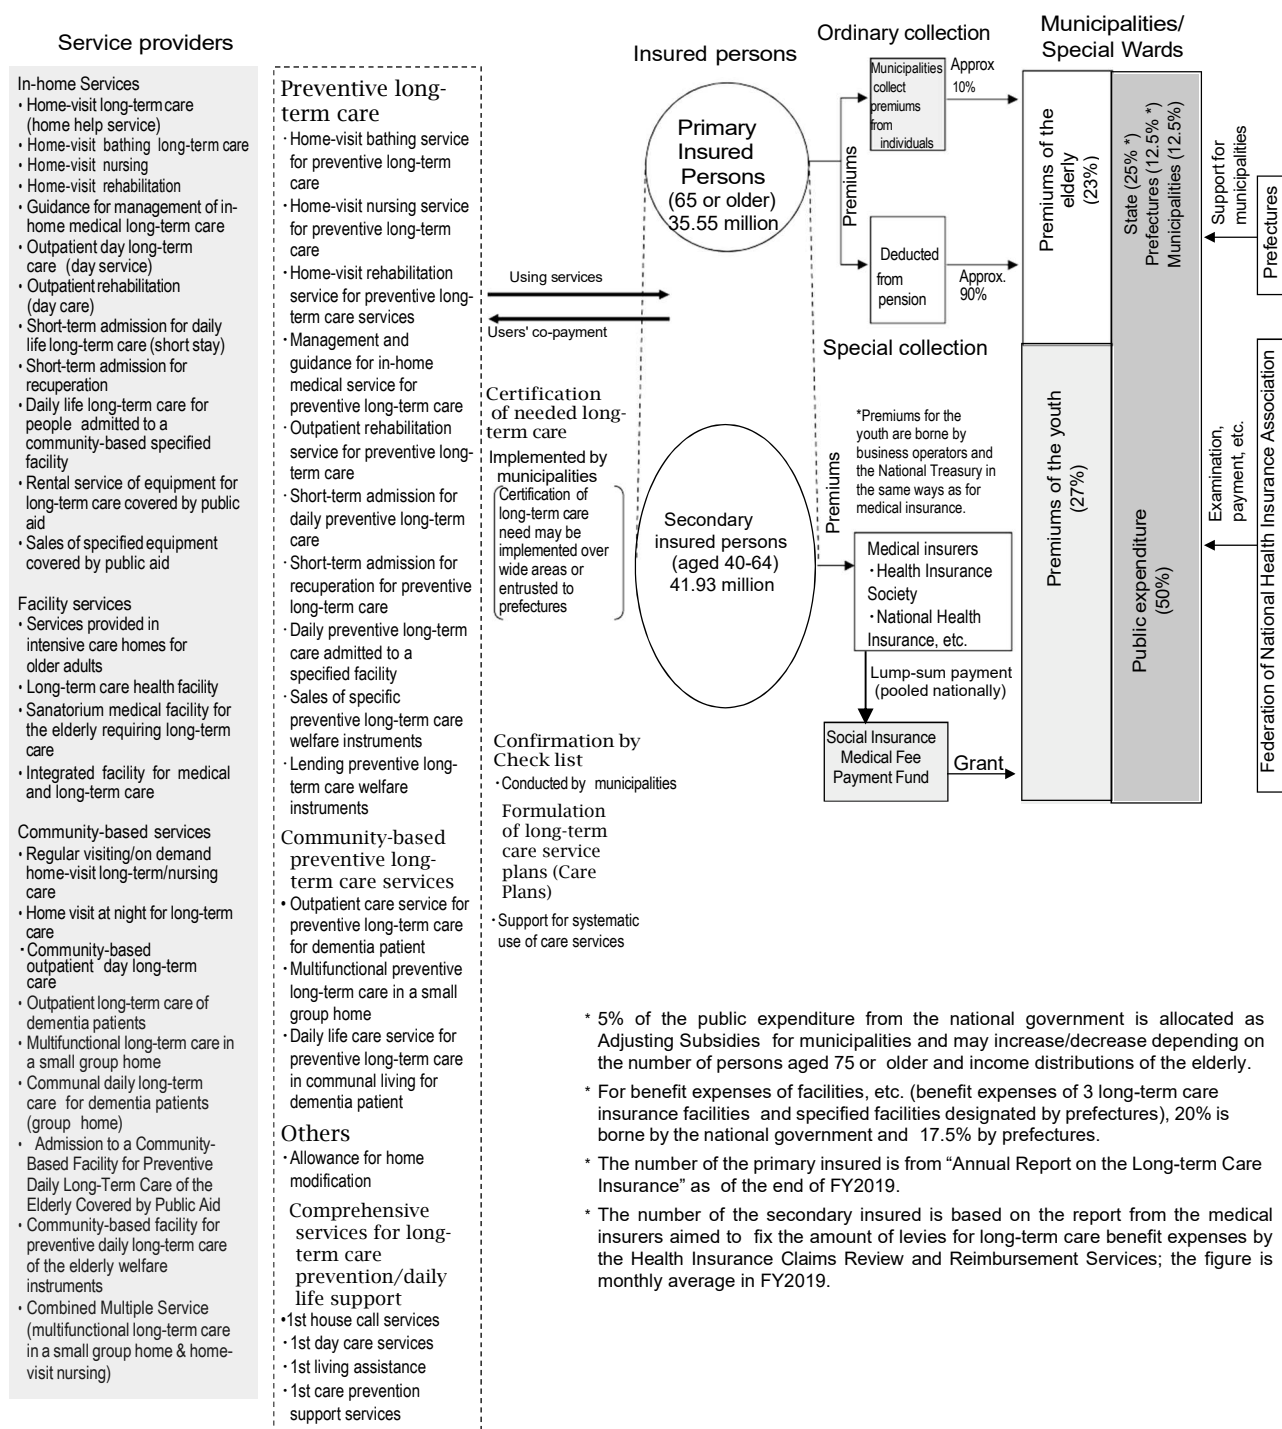 Service providers
In-home Services
・Home-visit long-term care
(home help service)
・Home-visit bathing long-term care
・Home-visit nursing
・Home-visit rehabilitation
・Guidance for management of in-
home medical long-term care
・Outpatient day long-term
care (day service)
・Outpatient rehabilitation
(day care)
・Short-term admission for daily
life long-term care (short stay)
・Short-term admission for
recuperation
・Daily life long-term care for
people admitted to a
community-based specified
facility
・Rental service of equipment for
long-term care covered by public
aid
・Sales of specified equipment
covered by public aid
Facility services
・Services provided in
intensive care homes for
older adults
・Long-term care health facility
・Sanatorium medical facility for
the elderly requiring long-term
care
・Integrated facility for medical
and long-term care
Community-based services
・Regular visiting/on demand
home-visit long-term/nursing
care
・Home visit at night for long-term
care
・Community-based
outpatient day long-term
care
・Outpatient long-term care of
dementia patients
・Multifunctional long-term care in
a small group home
・Communal daily long-term
care for dementia patients
(group home)
・ Admission to a Community-
Based Facility for Preventive
Daily Long-Term Care of the
Elderly Covered by Public Aid
・Community-based facility for
preventive daily long-term care
of the elderly welfare
instruments
・Combined Multiple Service
(multifunctional long-term care
in a small group home & home-
visit nursing)
Preventive long-
term care
・Home-visit bathing service
for preventive long-term
care
・Home-visit nursing service
for preventive long-term
care
・Home-visit rehabilitation
service for preventive long-
term care services
・Management and
guidance for in-home
medical service for
preventive long-term care
・Outpatient rehabilitation
service for preventive long-
term care
・Short-term admission for
daily preventive long-term
care
・Short-term admission for
recuperation for preventive
long-term care
・Daily preventive long-term
care admitted to a
specified facility
・Sales of specific
preventive long-term care
welfare instruments
・Lending preventive long-
term care welfare
instruments
Community-based
preventive long-
term care services
• Outpatient care service for
preventive long-term care
for dementia patient
・Multifunctional preventive
long-term care in a small
group home
・Daily life care service for
preventive long-term care
in communal living for
dementia patient
Others
・Allowance for home
modification
Comprehensive
services for long-
term care
prevention/daily
life support
•1st house call services
・1st day care services
・1st living assistance
・1st care prevention
support services
Using services
Users' co-payment
Certification
of needed long-
term care
Implemented by
municipalities
Certification of
long-term care
need may be
implemented over
wide areas or
entrusted to
prefectures
Confirmation by
Check list
・Conducted by municipalities
Formulation
of long-term
care service
plans (Care
Plans)
・Support for systematic
use of care services
Insured persons
Primary
Insured
Persons
(65 or older)
35.55 million
Secondary
insured persons
(aged 40-64)
41.93 million
Premiums
Premiums
Ordinary collection
Municipalities
collect
premiums
from
individuals
Approx
10%
Deducted
from
pension
Approx.
90%
Special collection
*Premiums for the
youth are borne by
business operators and
the National Treasury in
the same ways as for
medical insurance.
Medical insurers
・Health Insurance
Society
・National Health
Insurance, etc.
Lump-sum payment
(pooled nationally)
Social Insurance
Medical Fee
Payment Fund
Grant
Municipalities/
Special Wards
Premiums of the
elderly
(23%)
Premiums of the youth
(27%)
State (25% *)
Prefectures (12.5% *)
Municipalities (12.5%)
Public expenditure
(50%)
Support for
municipalities
Prefectures
Examination,
payment, etc.
Federation of National Health Insurance Association
* 5% of the public expenditure from the national government is allocated as
Adjusting Subsidies for municipalities and may increase/decrease depending on
the number of persons aged 75 or older and income distributions of the elderly.
* For benefit expenses of facilities, etc. (benefit expenses of 3 long-term care
insurance facilities and specified facilities designated by prefectures), 20% is
borne by the national government and 17.5% by prefectures.
* The number of the primary insured is from “Annual Report on the Long-term Care
Insurance” as of the end of FY2019.
* The number of the secondary insured is based on the report from the medical
insurers aimed to fix the amount of levies for long-term care benefit expenses by
the Health Insurance Claims Review and Reimbursement Services; the figure is
monthly average in FY2019.